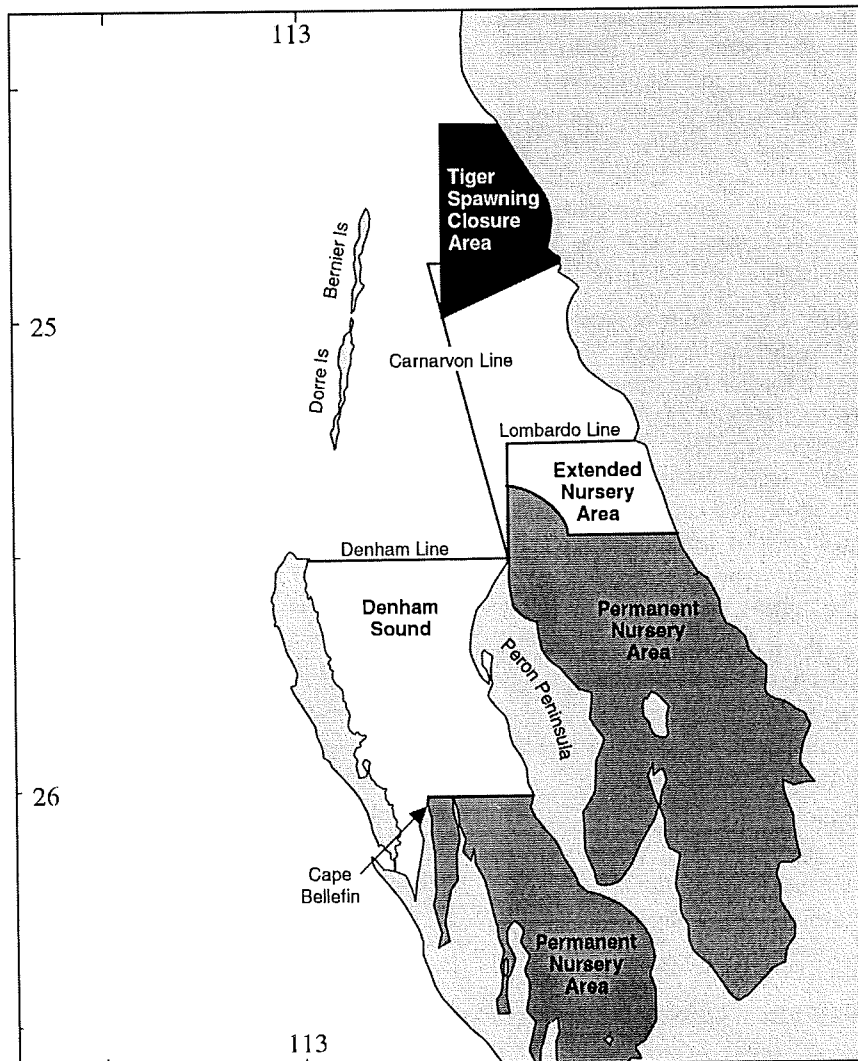 113
Tiger
Spawning
Closure
Area
Bernier Is
25
Dorre Is
Carnarvon Line
Lombardo Line
Extended
Nursery
Area
Denham Line
Denham
Sound
Permanent
Nursery
Area
Peron Peninsula
26
Cape
Bellefin
Permanent
Nursery
Area
113